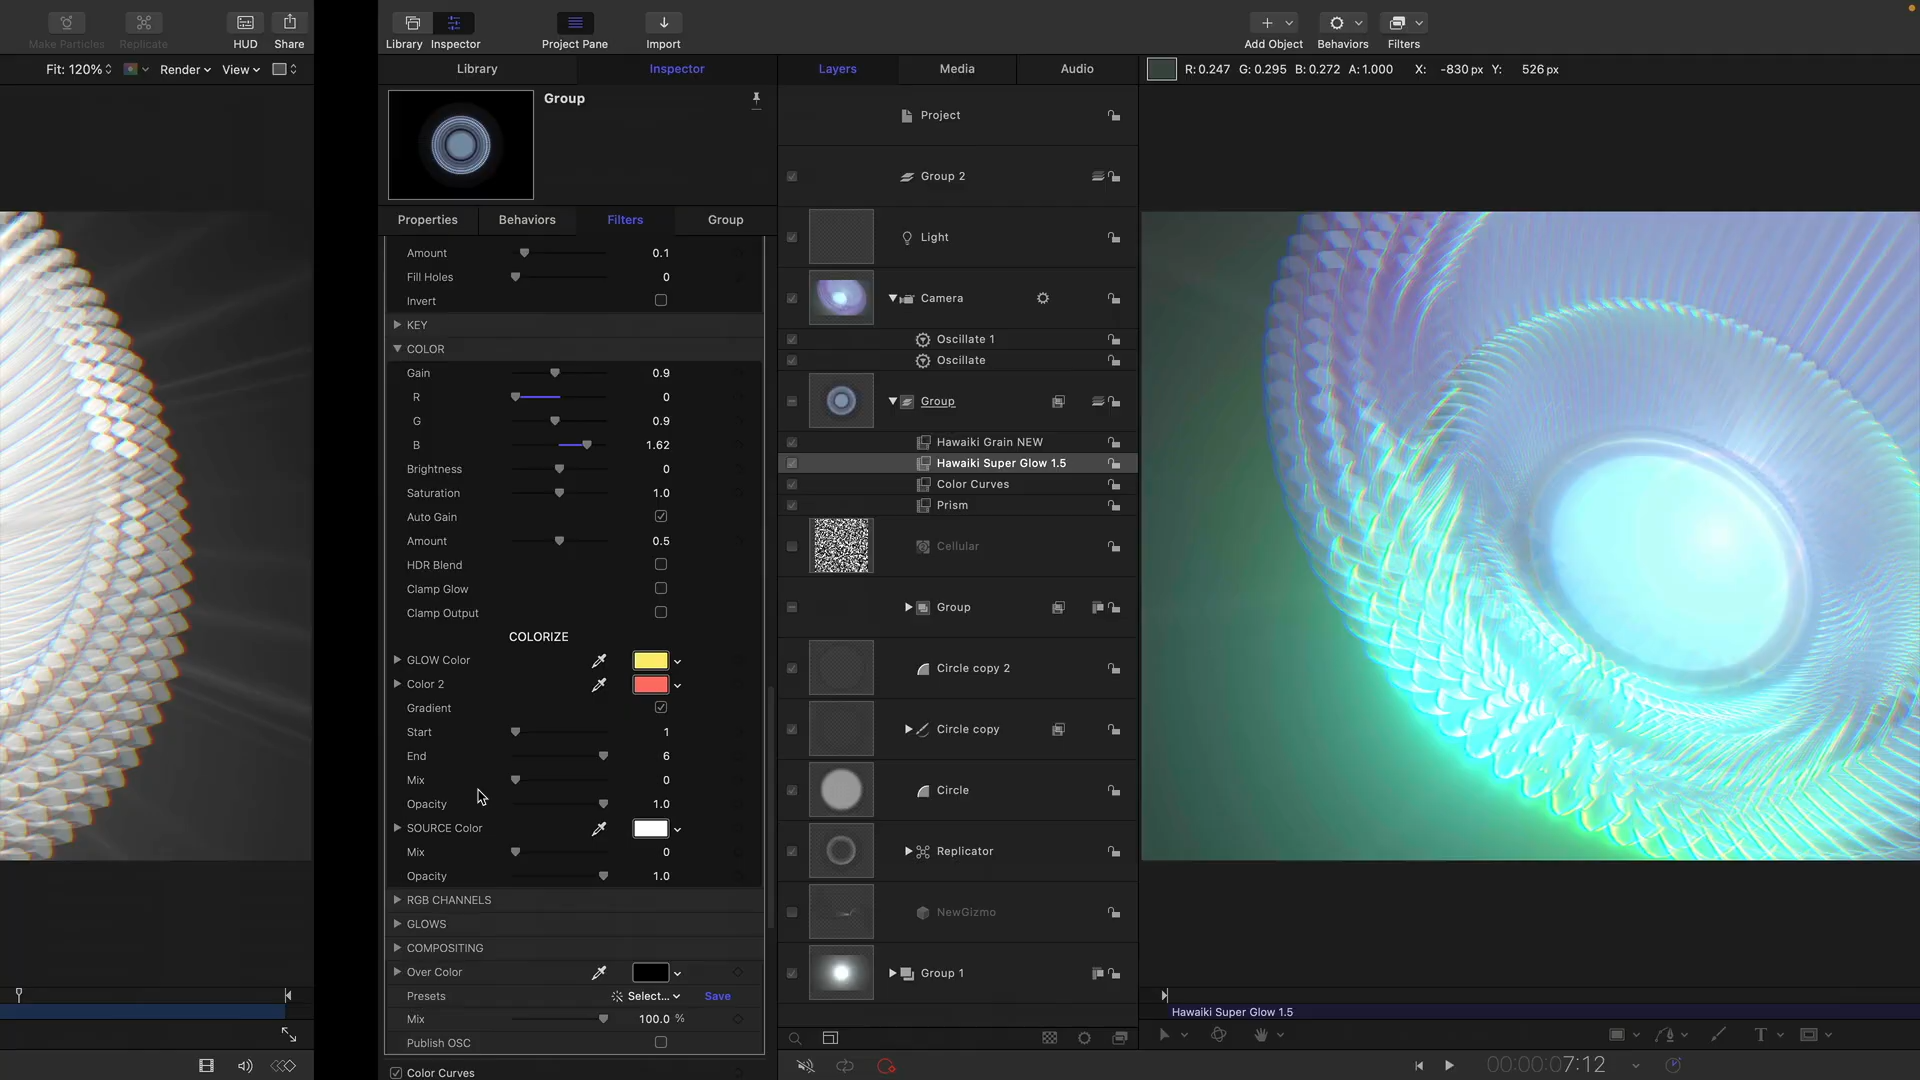 Make Particles
Replicate
HUD
Share
Library
Inspector
Project Pane
Import
Add Object
Behaviors
Filters
Fit: 120%
Render
View
Library
Inspector
Layers
Media
Audio
R: 0.247 G: 0.295 B: 0.272 A: 1.000 X: -830 px Y: 526 px
Group
Properties
Behaviors
Filters
Group
Amount 0.1
Fill Holes 0
Invert
KEY
COLOR
Gain 0.9
R 0
G 0.9
B 1.62
Brightness 0
Saturation 1.0
Auto Gain
Amount 0.5
HDR Blend
Clamp Glow
Clamp Output
COLORIZE
GLOW Color
Color 2
Gradient
Start 1
End 6
Mix 0
Opacity 1.0
SOURCE Color
Mix 0
Opacity 1.0
RGB CHANNELS
GLOWS
COMPOSITING
Over Color
Presets Select... Save
Mix 100.0 %
Publish OSC
Color Curves
Project
Group 2
Light
Camera
Oscillate 1
Oscillate
Group
Hawaiki Grain NEW
Hawaiki Super Glow 1.5
Color Curves
Prism
Cellular
Group
Circle copy 2
Circle copy
Circle
Replicator
NewGizmo
Group 1
Hawaiki Super Glow 1.5
T
00:00:07:12